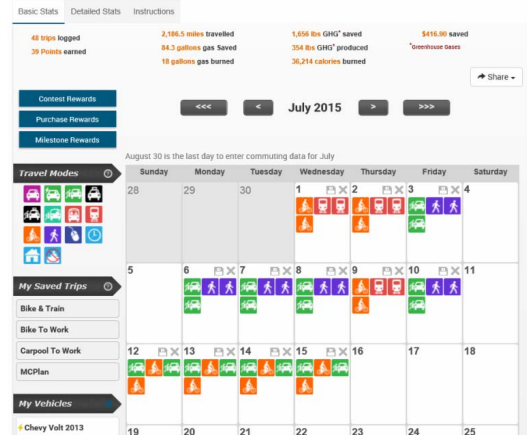 Basic Stats Detailed Stats Instructions
48 trips logged
39 Points earned
2,186.5 miles travelled
84.3 gallons gas Saved
18 gallons gas burned
1,656 lbs GHG* saved
354 lbs GHG* produced
36,214 calories burned
$416.90 saved
*Greenhouse Gases
Share
Contest Rewards
Purchase Rewards
Milestone Rewards
<<< < July 2015 > >>>
August 30 is the last day to enter commuting data for July
Travel Modes
Sunday Monday Tuesday Wednesday Thursday Friday Saturday
28 29 30 1 2 3 4
My Saved Trips
5 6 7 8 9 10 11
Bike & Train
Bike To Work
Carpool To Work
MCPlan
12 13 14 15 16 17 18
My Vehicles
Chevy Volt 2013
19 20 21 22 23 24 25